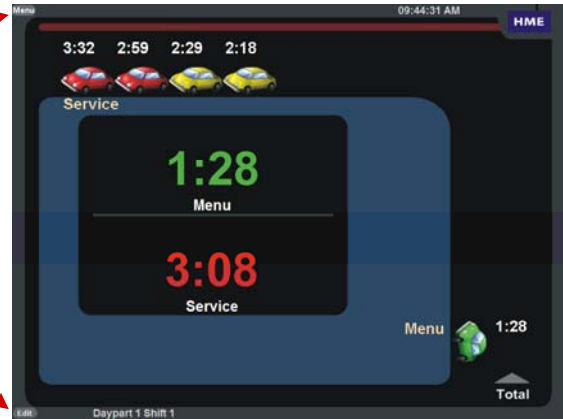 Menu
09:44:31 AM
HME
3:32 2:59 2:29 2:18
Service
1:28
Menu
3:08
Service
Menu 1:28
Total
Edit Daypart 1 Shift 1